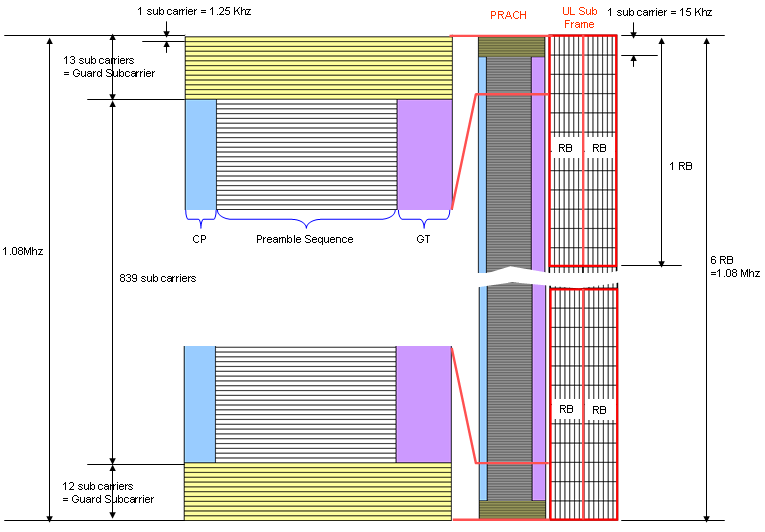 1 sub carrier = 1.25 Khz
PRACH
UL Sub
Frame
1 sub carrier = 15 Khz
13 sub carriers
= Guard Subcarrier
RB
RB
1 RB
CP
Preamble Sequence
GT
1.08Mhz
839 sub carriers
6 RB
=1.08 Mhz
RB
RB
12 sub carriers
= Guard Subcarrier